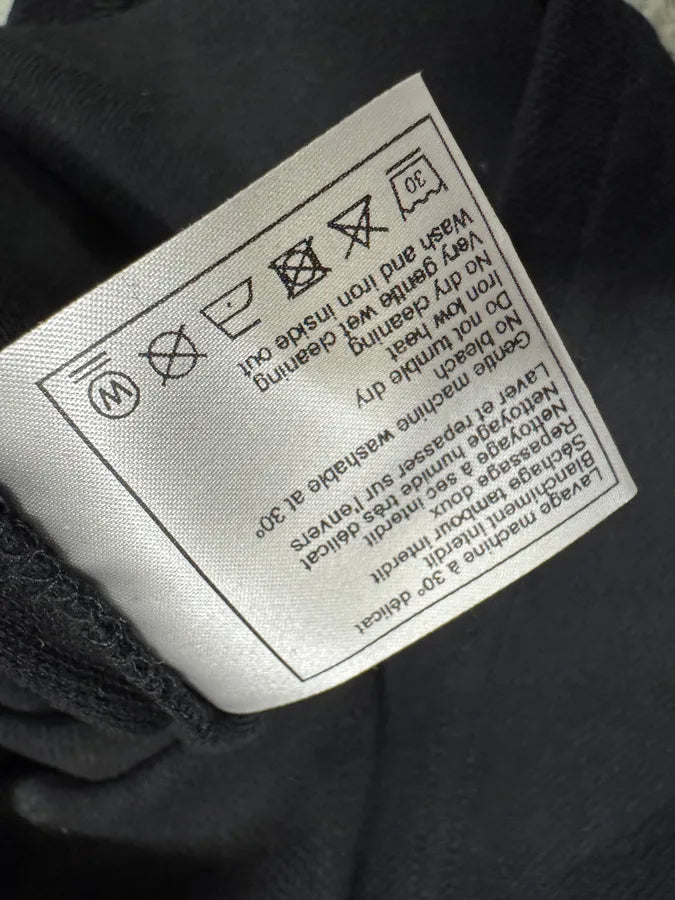 Lavage machine à 30° délicat
Blanchiment interdit
Séchage tambour interdit
Repassage doux
Nettoyage à sec interdit
Nettoyage humide très délicat
Laver et repasser sur l'envers
Gentle machine washable at 30°
No bleach
Do not tumble dry
Iron low heat
No dry cleaning
Very gentle wet cleaning
Wash and iron inside out
30 W